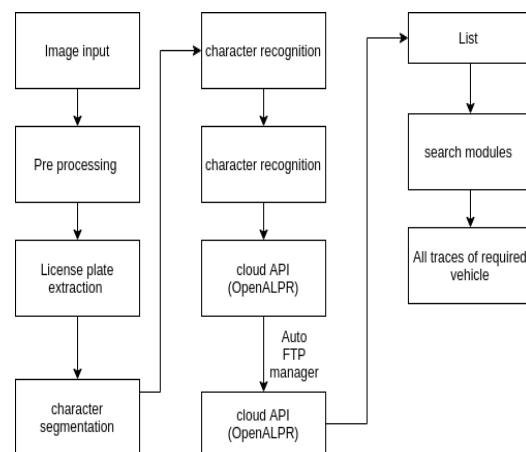 Image input
Pre processing
License plate
extraction
character
segmentation
character recognition
character recognition
cloud API
(OpenALPR)
Auto
FTP
manager
cloud API
(OpenALPR)
List
search modules
All traces of required
vehicle